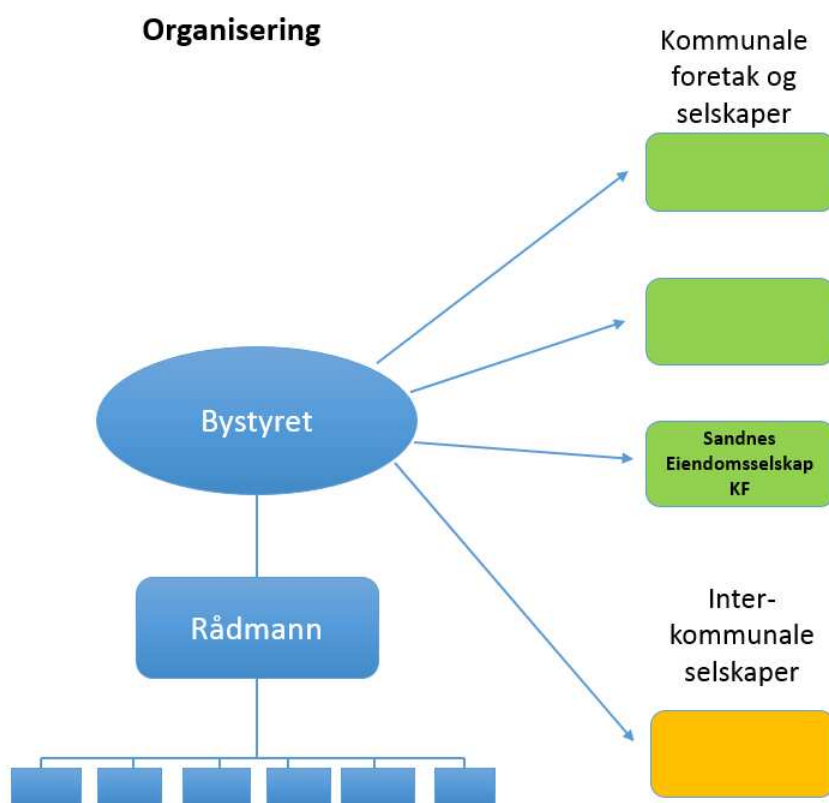 Organisering
Kommunale
foretak og
selskaper
Bystyret
Sandnes
Eiendomsselskap
KF
Rådmann
Inter-
kommunale
selskaper